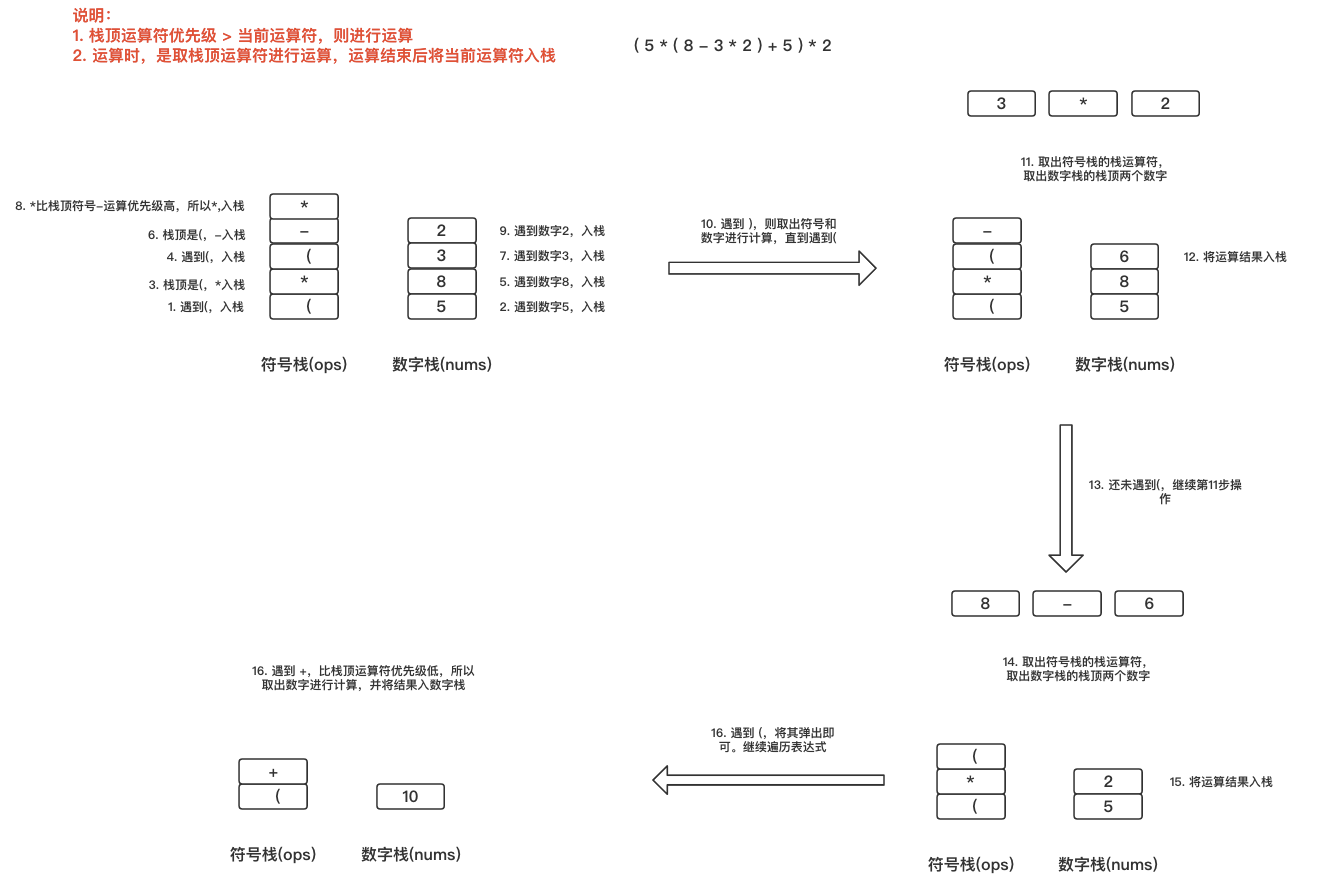 说明：
1. 栈顶运算符优先级 > 当前运算符，则进行运算
2. 运算时，是取栈顶运算符进行运算，运算结束后将当前运算符入栈
( 5 * ( 8 – 3 * 2 ) + 5 ) * 2
3 * 2
11. 取出符号栈的栈运算符，
取出数字栈的栈顶两个数字
8. *比栈顶符号–运算优先级高，所以*,入栈
6. 栈顶是(，–入栈
4. 遇到(，入栈
3. 栈顶是(，*入栈
1. 遇到(，入栈
*
–
(
*
(
2
3
8
5
9. 遇到数字2，入栈
7. 遇到数字3，入栈
5. 遇到数字8，入栈
2. 遇到数字5，入栈
符号栈(ops)
数字栈(nums)
10. 遇到 )，则取出符号和
数字进行计算，直到遇到(
–
(
*
(
6
8
5
12. 将运算结果入栈
符号栈(ops)
数字栈(nums)
13. 还未遇到(，继续第11步操
作
8 – 6
14. 取出符号栈的栈运算符，
取出数字栈的栈顶两个数字
(
*
(
2
5
15. 将运算结果入栈
符号栈(ops)
数字栈(nums)
16. 遇到 (，将其弹出即
可。继续遍历表达式
16. 遇到 +，比栈顶运算符优先级低，所以
取出数字进行计算，并将结果入数字栈
+
(
10
符号栈(ops)
数字栈(nums)